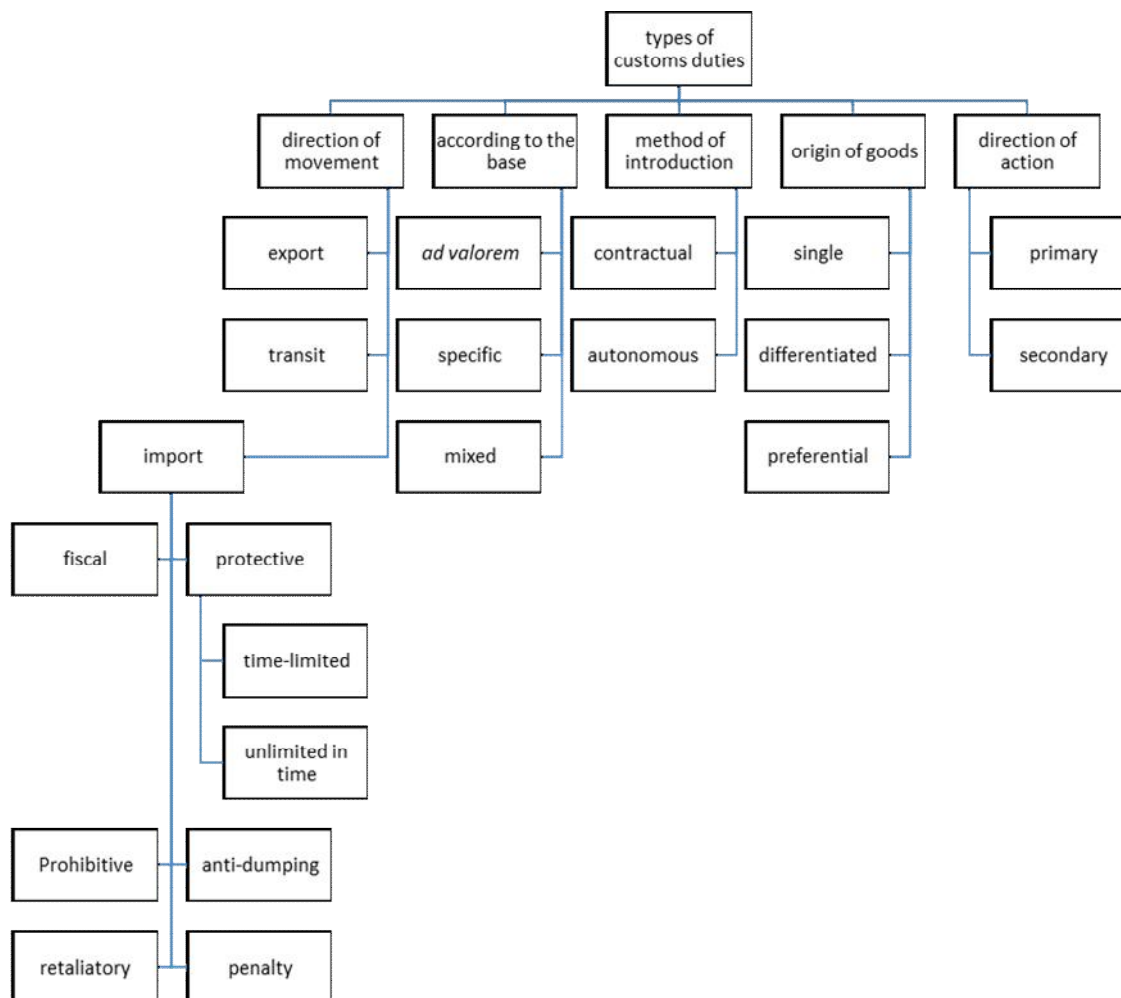 types of
customs duties
direction of
movement
according to the
base
method of
introduction
origin of goods
direction of
action
export
ad valorem
contractual
single
primary
transit
specific
autonomous
differentiated
secondary
import
mixed
preferential
fiscal
protective
time-limited
unlimited in
time
Prohibitive
anti-dumping
retaliatory
penalty